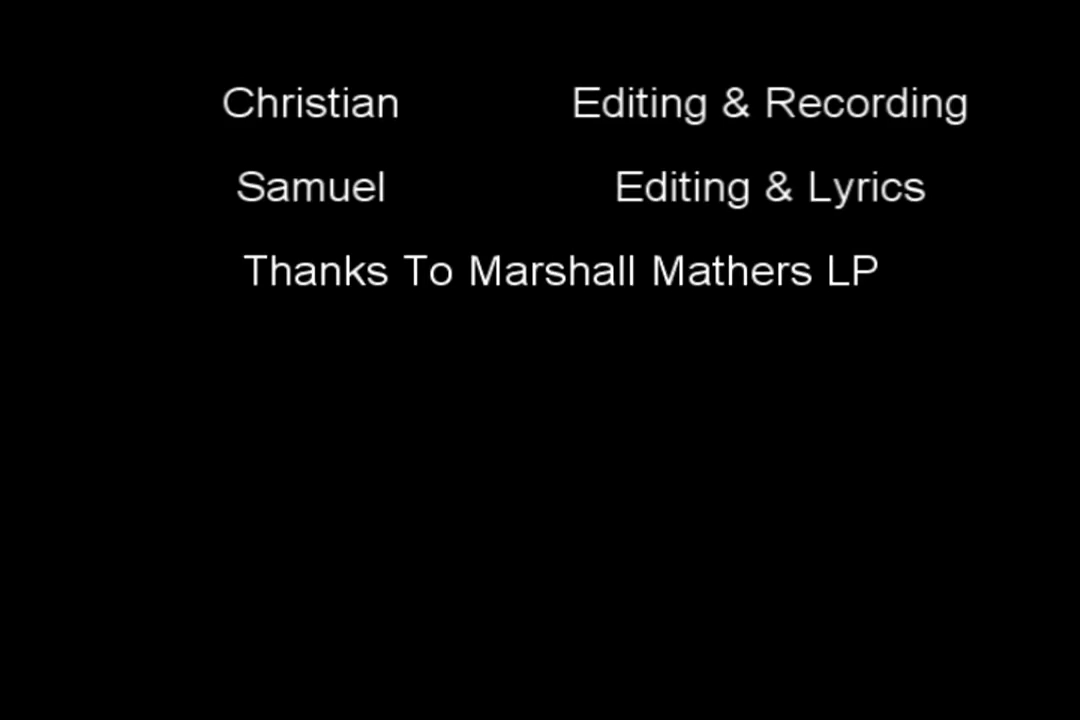 Christian Editing & Recording
Samuel Editing & Lyrics
Thanks To Marshall Mathers LP